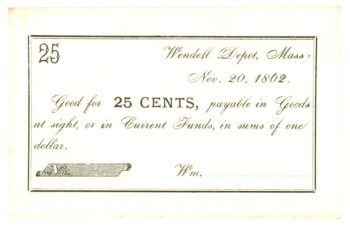 25
Wendell Depot, Mass.
Nov. 20, 1862.
Good for 25 CENTS, payable in Goods
at sight, or in Current Funds, in sums of one
dollar.
No. Wm.